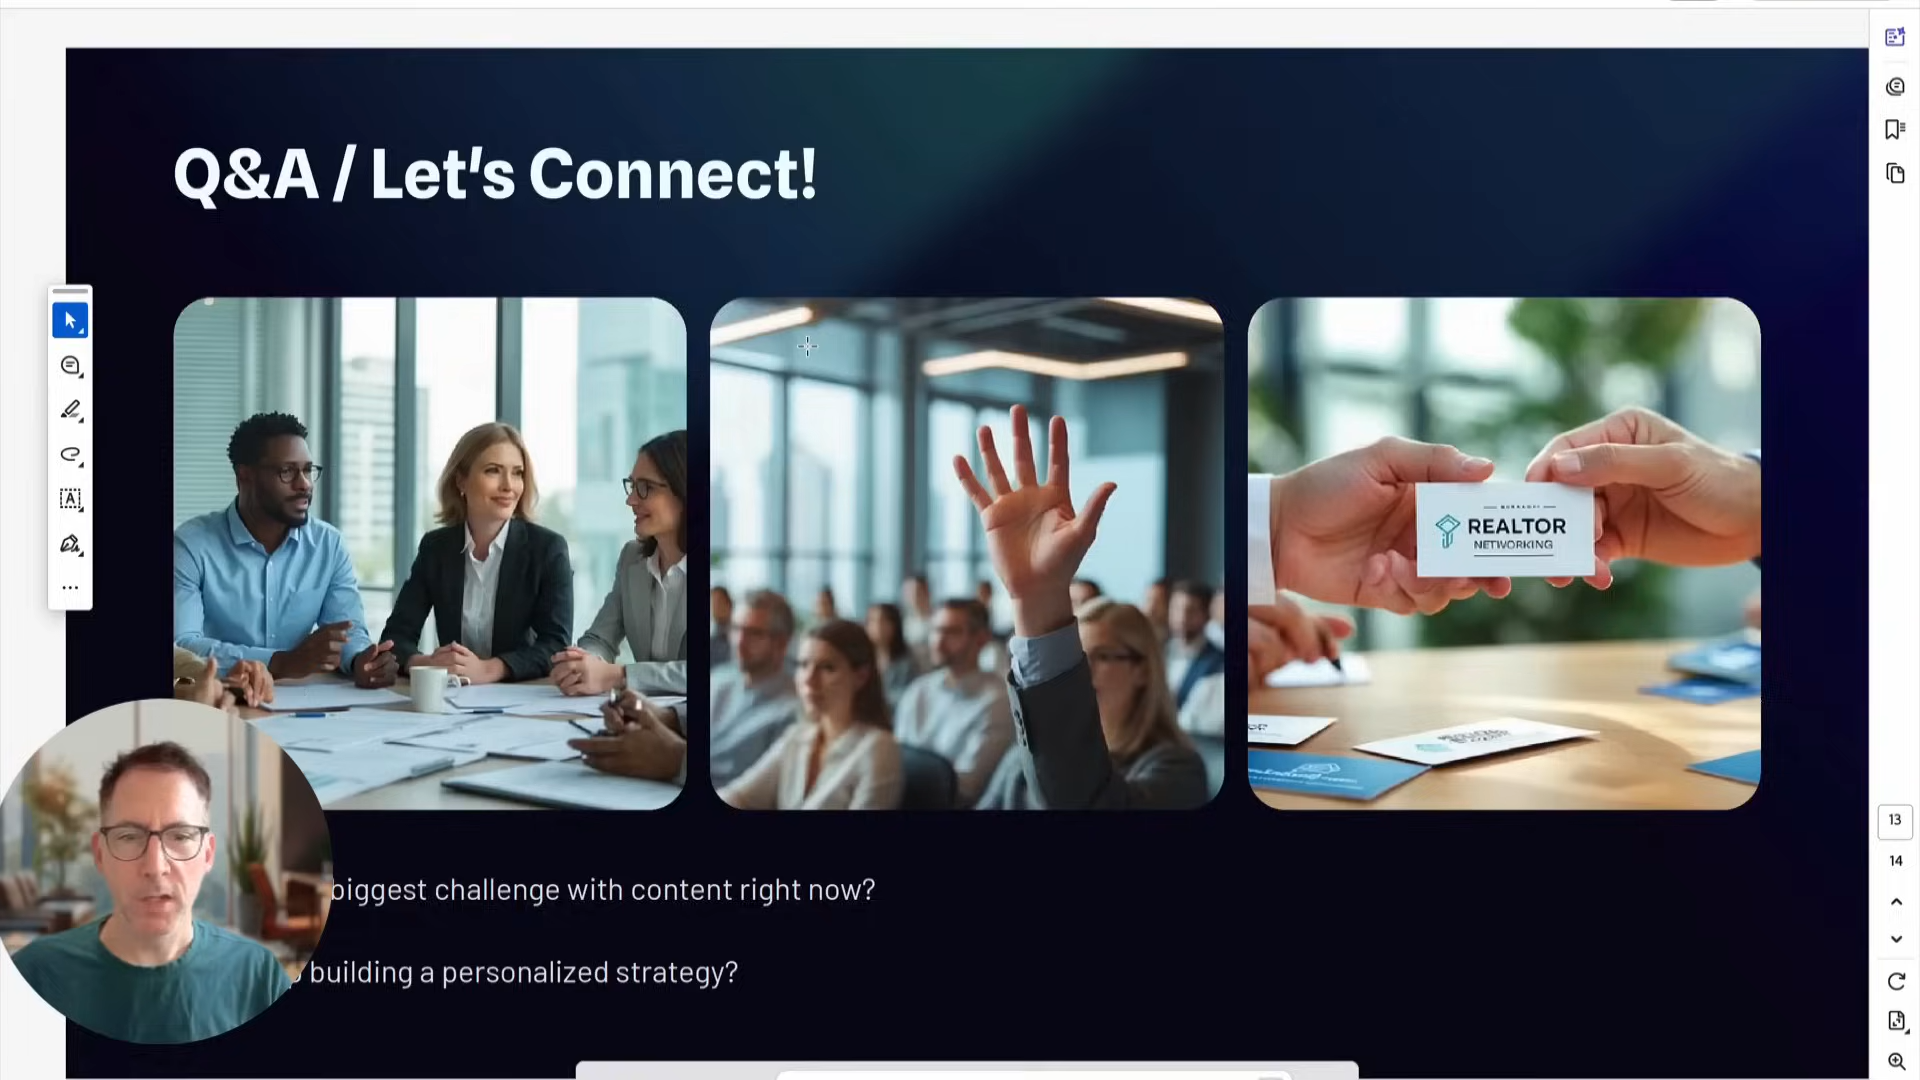 Q&A / Let's Connect!
REALTOR
NETWORKING
biggest challenge with content right now?
building a personalized strategy?
13
14